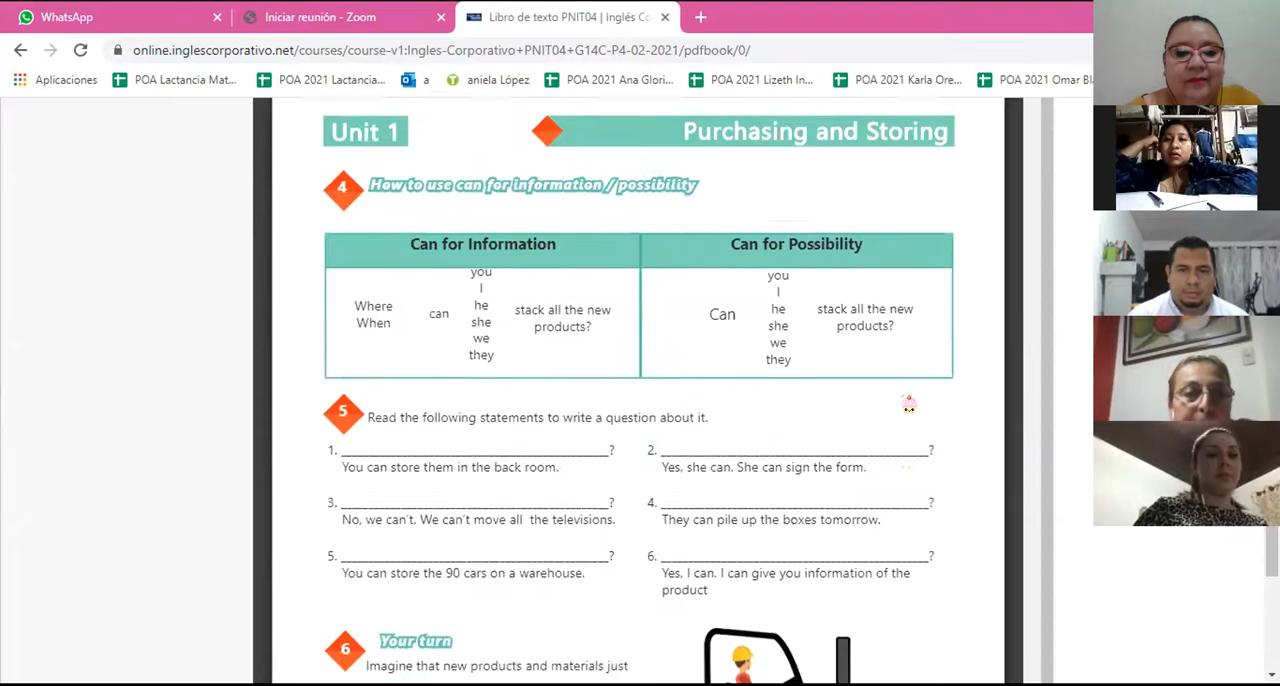 WhatsApp
Iniciar reunión - Zoom
Libro de texto PNIT04 | Inglés Co
online.inglescorporativo.net/courses/course-v1:Ingles-Corporativo+PNIT04+G14C-P4-02-2021/pdfbook/0/
Aplicaciones
POA Lactancia Mat...
POA 2021 Lactancia...
a
aniela López
POA 2021 Ana Glori...
POA 2021 Lizeth In...
POA 2021 Karla Ore...
POA 2021 Omar Bl
Unit 1
Purchasing and Storing
4
How to use can for information / possibility
Can for Information
Can for Possibility
Where
When
can
you
I
he
she
we
they
stack all the new
products?
Can
you
I
he
she
we
they
stack all the new
products?
5
Read the following statements to write a question about it.
1. ________________________________________?
You can store them in the back room.
2. ________________________________________?
Yes, she can. She can sign the form.
3. ________________________________________?
No, we can't. We can't move all the televisions.
4. ________________________________________?
They can pile up the boxes tomorrow.
5. ________________________________________?
You can store the 90 cars on a warehouse.
6. ________________________________________?
Yes, I can. I can give you information of the
product
6
Your turn
Imagine that new products and materials just